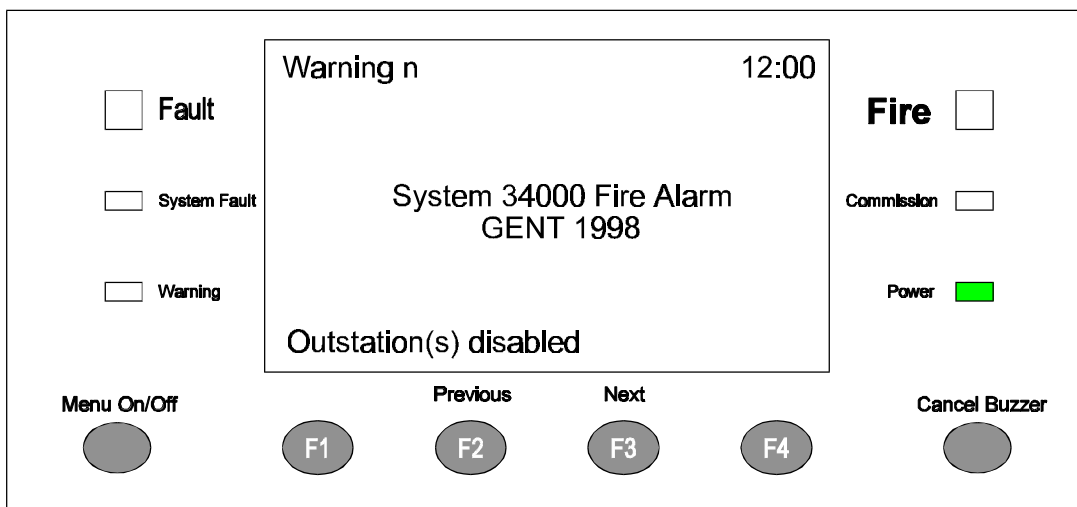 Warning n 12:00
Fault
Fire
System Fault
System 34000 Fire Alarm
Commission
GENT 1998
Warning
Power
Outstation(s) disabled
Menu On/Off
Previous
Next
Cancel Buzzer
F1
F2
F3
F4